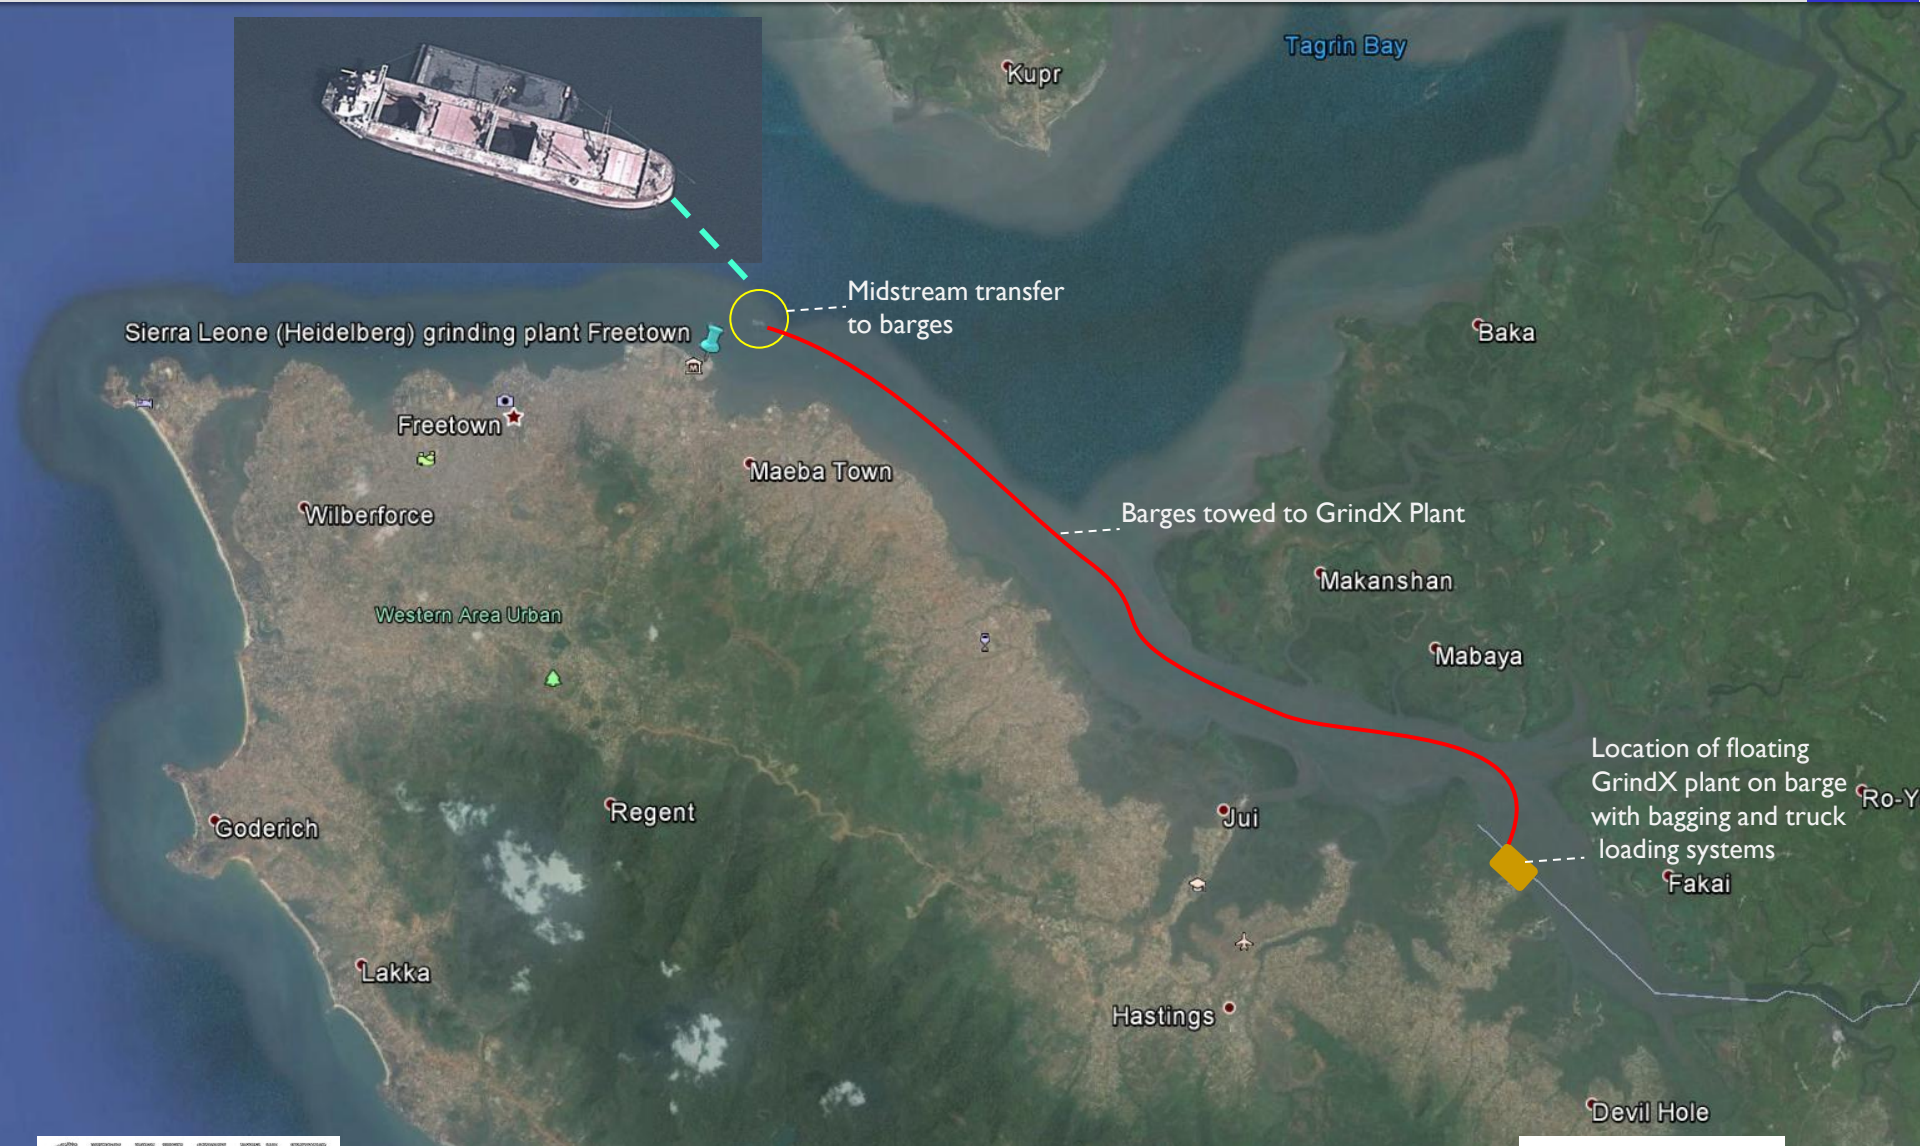 Tagrin Bay
Kupr
Midstream transfer
to barges
Sierra Leone (Heidelberg) grinding plant Freetown
Baka
Freetown
Maeba Town
Wilberforce
Barges towed to GrindX Plant
Makanshan
Western Area Urban
Mabaya
Location of floating
GrindX plant on barge
with bagging and truck
loading systems
Ro-Y
Regent
Jui
Goderich
Fakai
Lakka
Hastings
Devil Hole